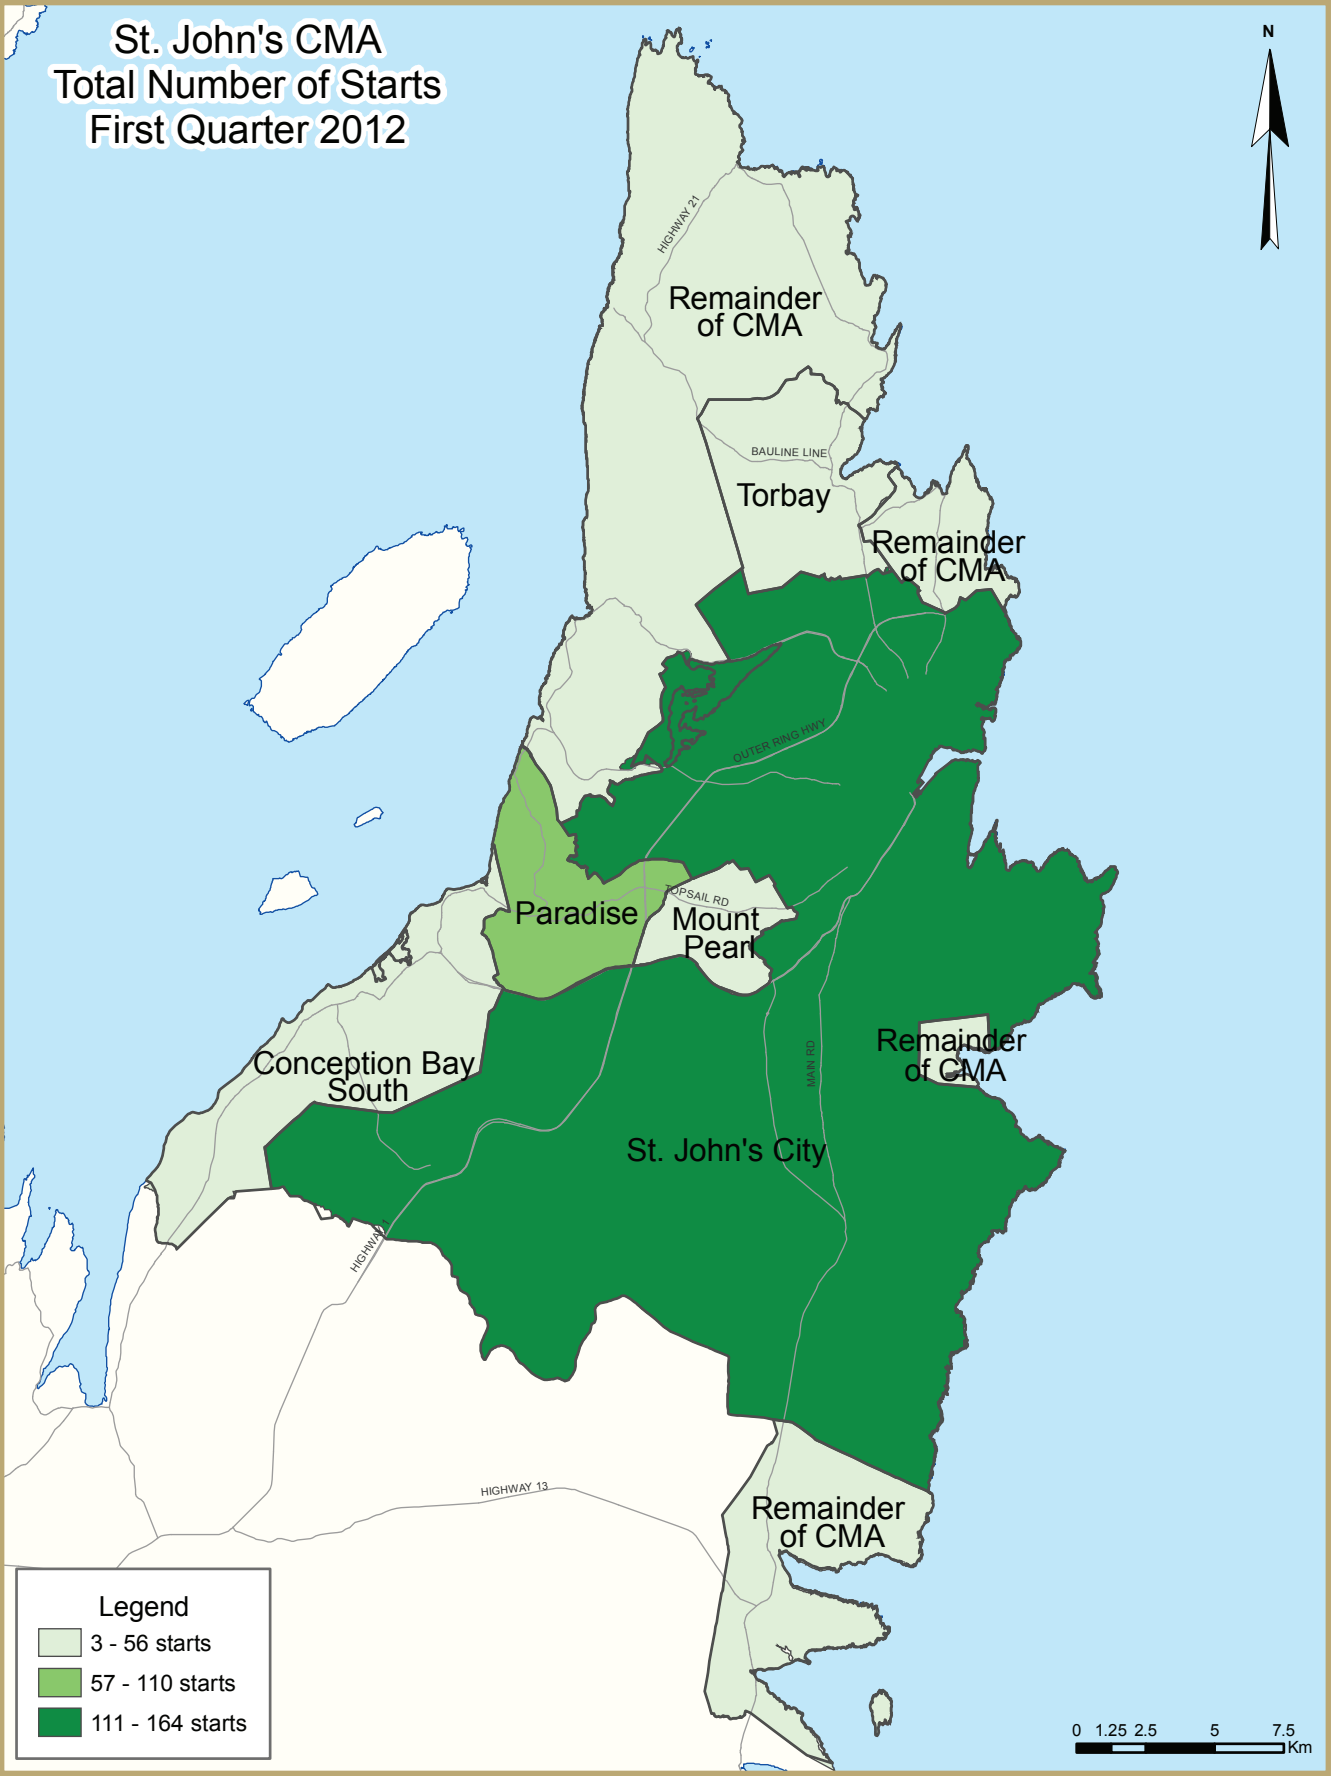 St. John's CMA
Total Number of Starts
First Quarter 2012
N
HIGHWAY 21
Remainder
of CMA
BAULINE LINE
Torbay
Remainder
of CMA
OUTER RING HWY
TOPSAIL RD
Paradise
Mount
Pearl
Remainder
of CMA
MAIN RD
Conception Bay
South
St. John's City
HIGHWAY 1
HIGHWAY 13
Remainder
of CMA
Legend
3 - 56 starts
57 - 110 starts
111 - 164 starts
0 1.25 2.5 5 7.5
Km